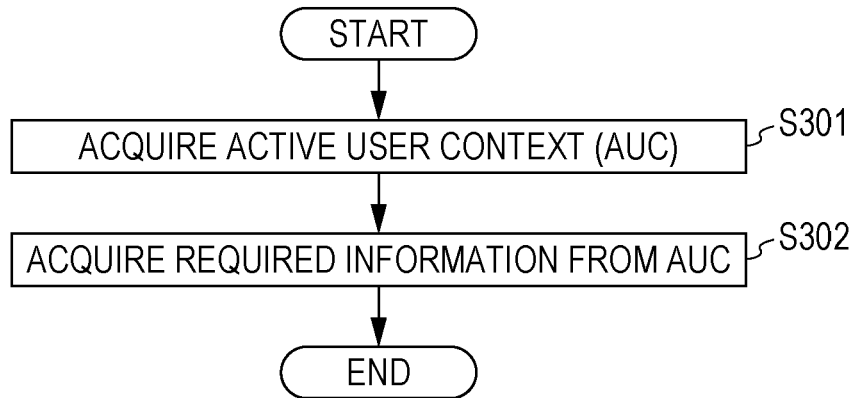 START
ACQUIRE ACTIVE USER CONTEXT (AUC)
S301
ACQUIRE REQUIRED INFORMATION FROM AUC
S302
END